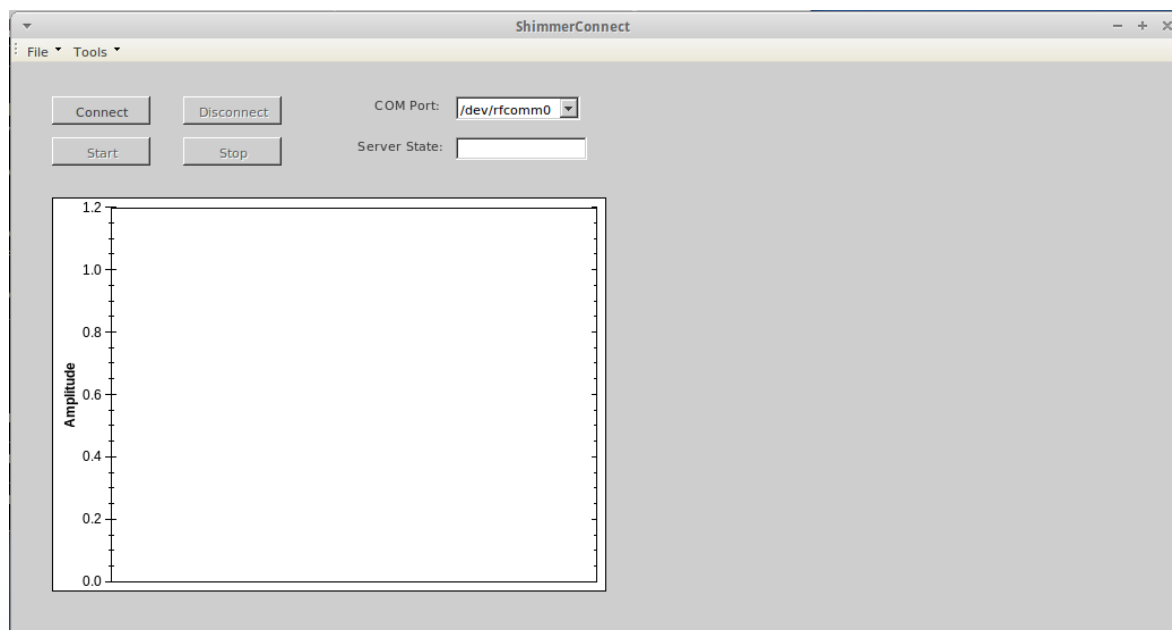 ShimmerConnect
File Tools
Connect Disconnect COM Port: /dev/rfcomm0
Start Stop Server State:
1.2
1.0
0.8
0.6
0.4
0.2
0.0
Amplitude